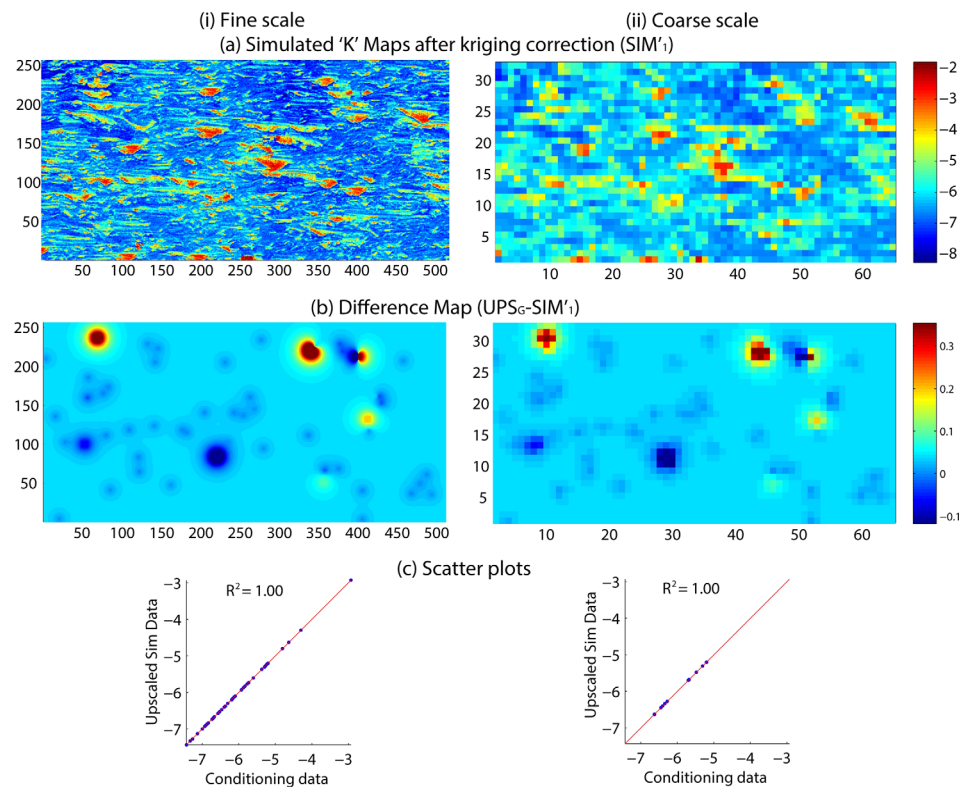 (i) Fine scale
(ii) Coarse scale
(a) Simulated ‘K’ Maps after kriging correction (SIM’₁)
250
200
150
100
50
50 100 150 200 250 300 350 400 450 500
30
25
20
15
10
5
10 20 30 40 50 60
−2
−3
−4
−5
−6
−7
−8
(b) Difference Map (UPSG-SIM’₁)
250
200
150
100
50
50 100 150 200 250 300 350 400 450 500
30
25
20
15
10
5
10 20 30 40 50 60
0.3
0.2
0.1
0
−0.1
(c) Scatter plots
R² = 1.00
Upscaled Sim Data
−3
−4
−5
−6
−7
−7 −6 −5 −4 −3
Conditioning data
R² = 1.00
Upscaled Sim Data
−3
−4
−5
−6
−7
−7 −6 −5 −4 −3
Conditioning data